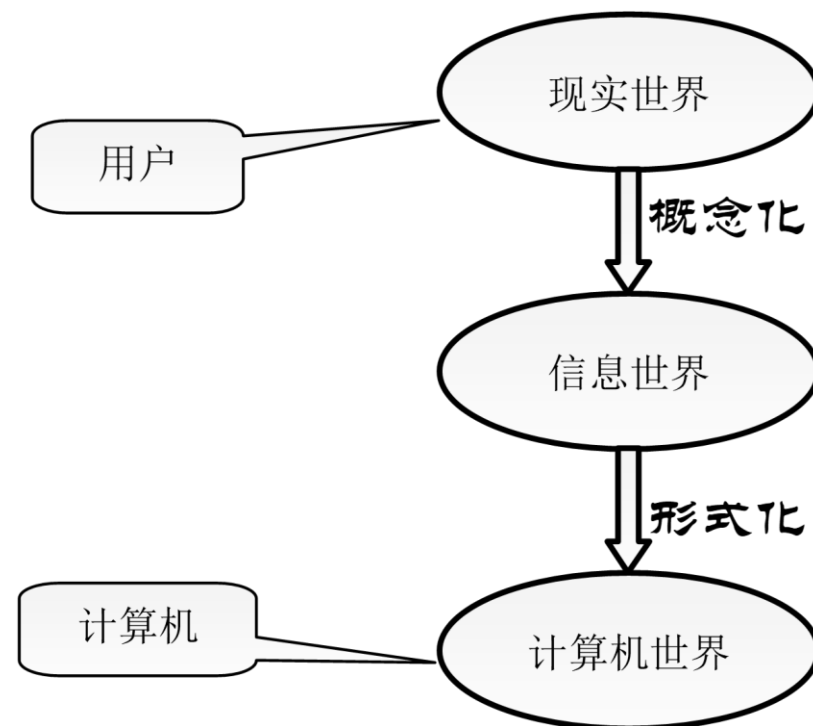 现实世界
用户
概念化
信息世界
形式化
计算机
计算机世界